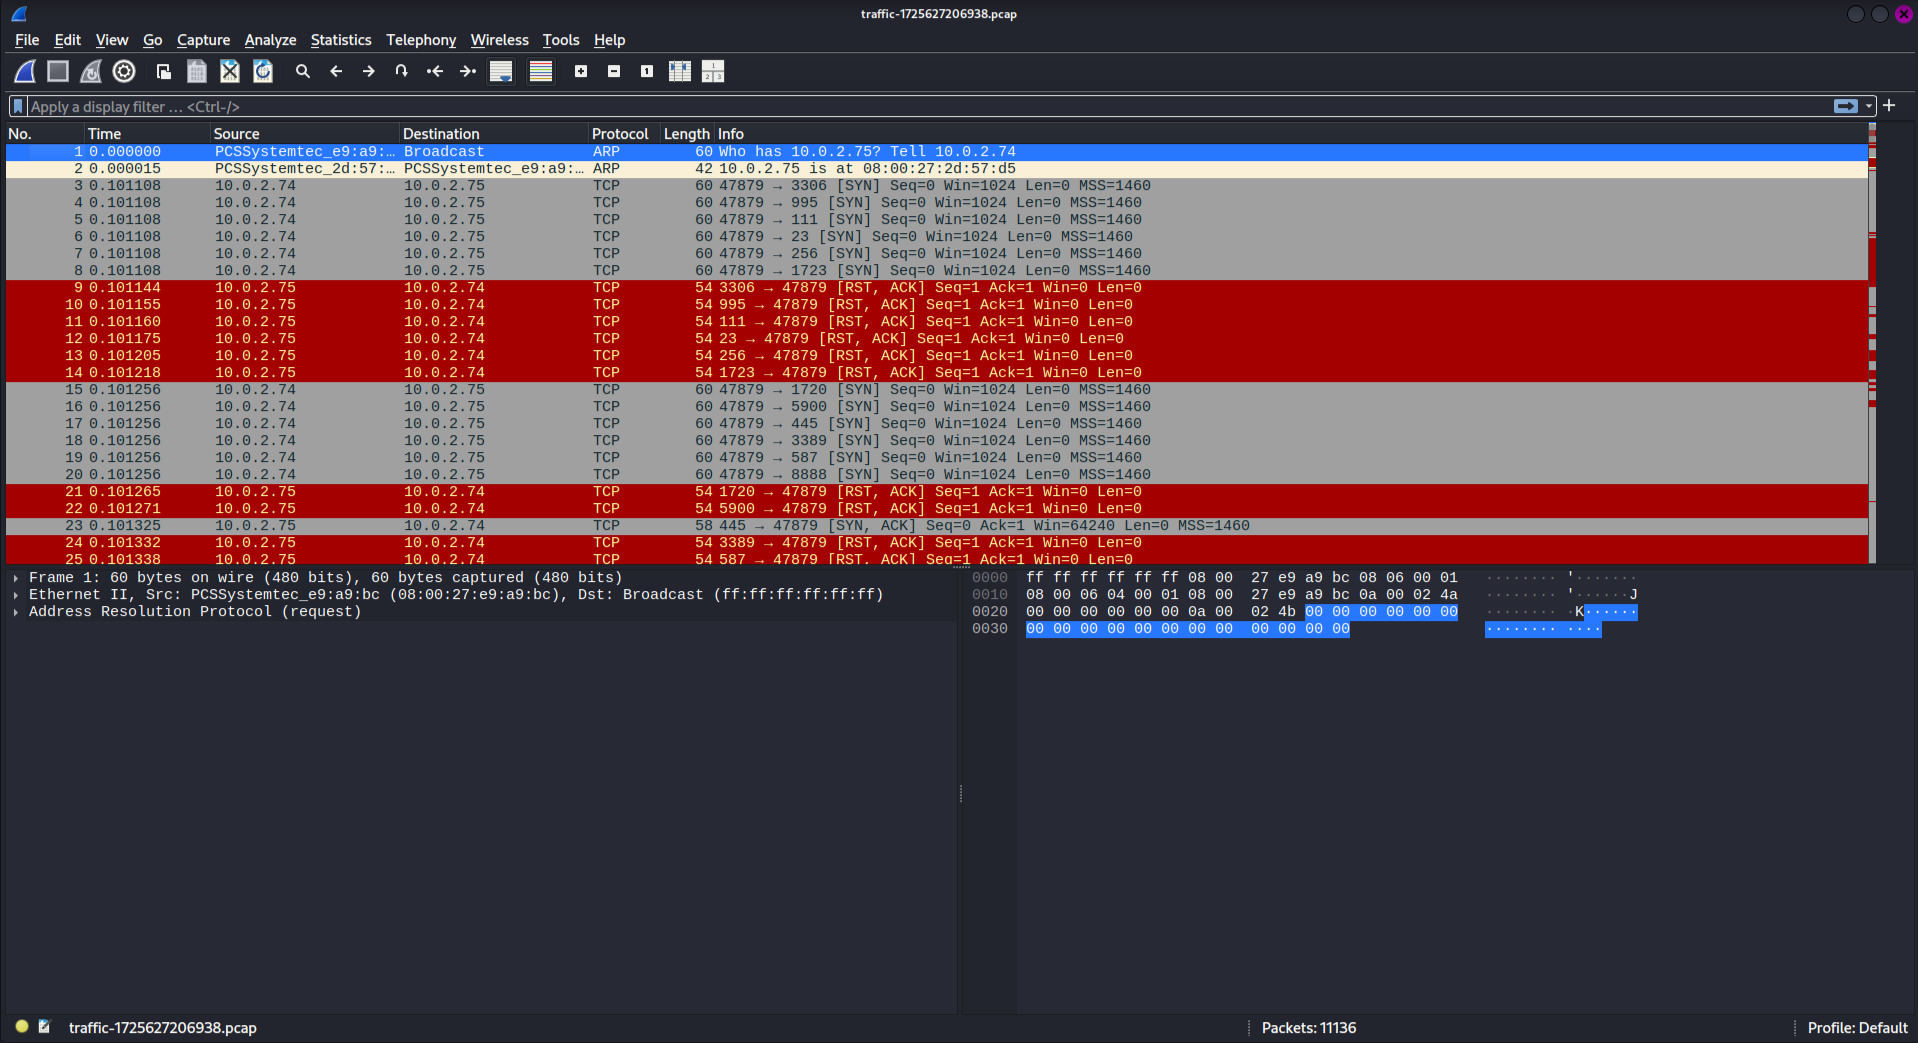 traffic-1725627206938.pcap
File Edit View Go Capture Analyze Statistics Telephony Wireless Tools Help
Apply a display filter … <Ctrl-/>
No. Time Source Destination Protocol Length Info
1 0.000000 PCSSystemtec_e9:a9:… Broadcast ARP 60 Who has 10.0.2.75? Tell 10.0.2.74
2 0.000015 PCSSystemtec_2d:57:… PCSSystemtec_e9:a9:… ARP 42 10.0.2.75 is at 08:00:27:2d:57:d5
3 0.101108 10.0.2.74 10.0.2.75 TCP 60 47879 → 3306 [SYN] Seq=0 Win=1024 Len=0 MSS=1460
4 0.101108 10.0.2.74 10.0.2.75 TCP 60 47879 → 995 [SYN] Seq=0 Win=1024 Len=0 MSS=1460
5 0.101108 10.0.2.74 10.0.2.75 TCP 60 47879 → 111 [SYN] Seq=0 Win=1024 Len=0 MSS=1460
6 0.101108 10.0.2.74 10.0.2.75 TCP 60 47879 → 23 [SYN] Seq=0 Win=1024 Len=0 MSS=1460
7 0.101108 10.0.2.74 10.0.2.75 TCP 60 47879 → 256 [SYN] Seq=0 Win=1024 Len=0 MSS=1460
8 0.101108 10.0.2.74 10.0.2.75 TCP 60 47879 → 1723 [SYN] Seq=0 Win=1024 Len=0 MSS=1460
9 0.101144 10.0.2.75 10.0.2.74 TCP 54 3306 → 47879 [RST, ACK] Seq=1 Ack=1 Win=0 Len=0
10 0.101155 10.0.2.75 10.0.2.74 TCP 54 995 → 47879 [RST, ACK] Seq=1 Ack=1 Win=0 Len=0
11 0.101160 10.0.2.75 10.0.2.74 TCP 54 111 → 47879 [RST, ACK] Seq=1 Ack=1 Win=0 Len=0
12 0.101175 10.0.2.75 10.0.2.74 TCP 54 23 → 47879 [RST, ACK] Seq=1 Ack=1 Win=0 Len=0
13 0.101205 10.0.2.75 10.0.2.74 TCP 54 256 → 47879 [RST, ACK] Seq=1 Ack=1 Win=0 Len=0
14 0.101218 10.0.2.75 10.0.2.74 TCP 54 1723 → 47879 [RST, ACK] Seq=1 Ack=1 Win=0 Len=0
15 0.101256 10.0.2.74 10.0.2.75 TCP 60 47879 → 1720 [SYN] Seq=0 Win=1024 Len=0 MSS=1460
16 0.101256 10.0.2.74 10.0.2.75 TCP 60 47879 → 5900 [SYN] Seq=0 Win=1024 Len=0 MSS=1460
17 0.101256 10.0.2.74 10.0.2.75 TCP 60 47879 → 445 [SYN] Seq=0 Win=1024 Len=0 MSS=1460
18 0.101256 10.0.2.74 10.0.2.75 TCP 60 47879 → 3389 [SYN] Seq=0 Win=1024 Len=0 MSS=1460
19 0.101256 10.0.2.74 10.0.2.75 TCP 60 47879 → 587 [SYN] Seq=0 Win=1024 Len=0 MSS=1460
20 0.101256 10.0.2.74 10.0.2.75 TCP 60 47879 → 8888 [SYN] Seq=0 Win=1024 Len=0 MSS=1460
21 0.101265 10.0.2.75 10.0.2.74 TCP 54 1720 → 47879 [RST, ACK] Seq=1 Ack=1 Win=0 Len=0
22 0.101271 10.0.2.75 10.0.2.74 TCP 54 5900 → 47879 [RST, ACK] Seq=1 Ack=1 Win=0 Len=0
23 0.101325 10.0.2.75 10.0.2.74 TCP 58 445 → 47879 [SYN, ACK] Seq=0 Ack=1 Win=64240 Len=0 MSS=1460
24 0.101332 10.0.2.75 10.0.2.74 TCP 54 3389 → 47879 [RST, ACK] Seq=1 Ack=1 Win=0 Len=0
25 0.101338 10.0.2.75 10.0.2.74 TCP 54 587 → 47879 [RST, ACK] Seq=1 Ack=1 Win=0 Len=0
Frame 1: 60 bytes on wire (480 bits), 60 bytes captured (480 bits)
Ethernet II, Src: PCSSystemtec_e9:a9:bc (08:00:27:e9:a9:bc), Dst: Broadcast (ff:ff:ff:ff:ff:ff)
Address Resolution Protocol (request)
0000 ff ff ff ff ff ff 08 00 27 e9 a9 bc 08 06 00 01 ········ '·······
0010 08 00 06 04 00 01 08 00 27 e9 a9 bc 0a 00 02 4a ········ '······J
0020 00 00 00 00 00 00 0a 00 02 4b 00 00 00 00 00 00 ········ ·K······
0030 00 00 00 00 00 00 00 00 00 00 00 00 ········ ····
traffic-1725627206938.pcap
Packets: 11136
Profile: Default